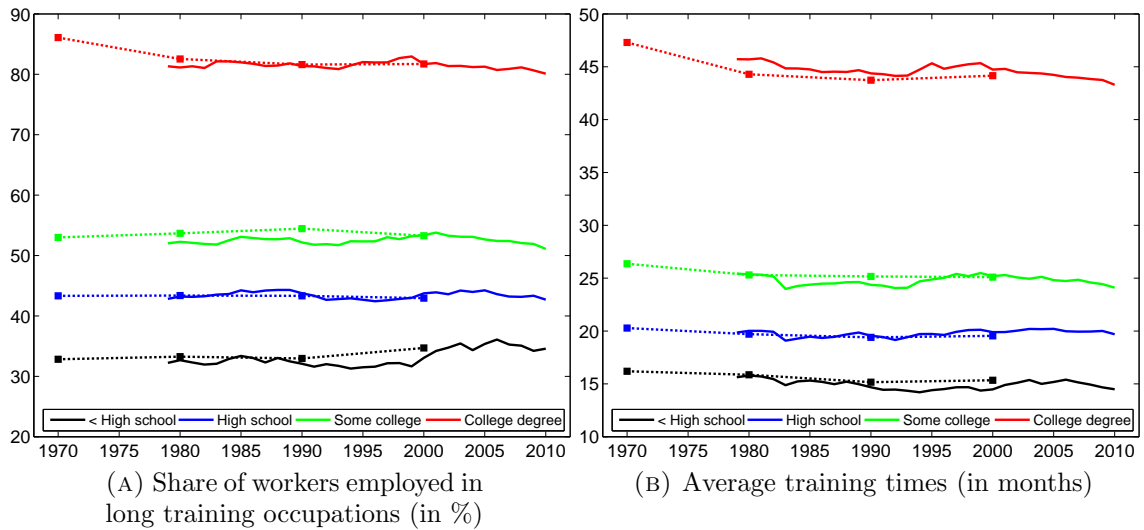 90
80
70
60
50
40
30
20
1970 1975 1980 1985 1990 1995 2000 2005 2010
< High school High school Some college College degree
(A) Share of workers employed in
long training occupations (in %)
50
45
40
35
30
25
20
15
10
1970 1975 1980 1985 1990 1995 2000 2005 2010
< High school High school Some college College degree
(B) Average training times (in months)